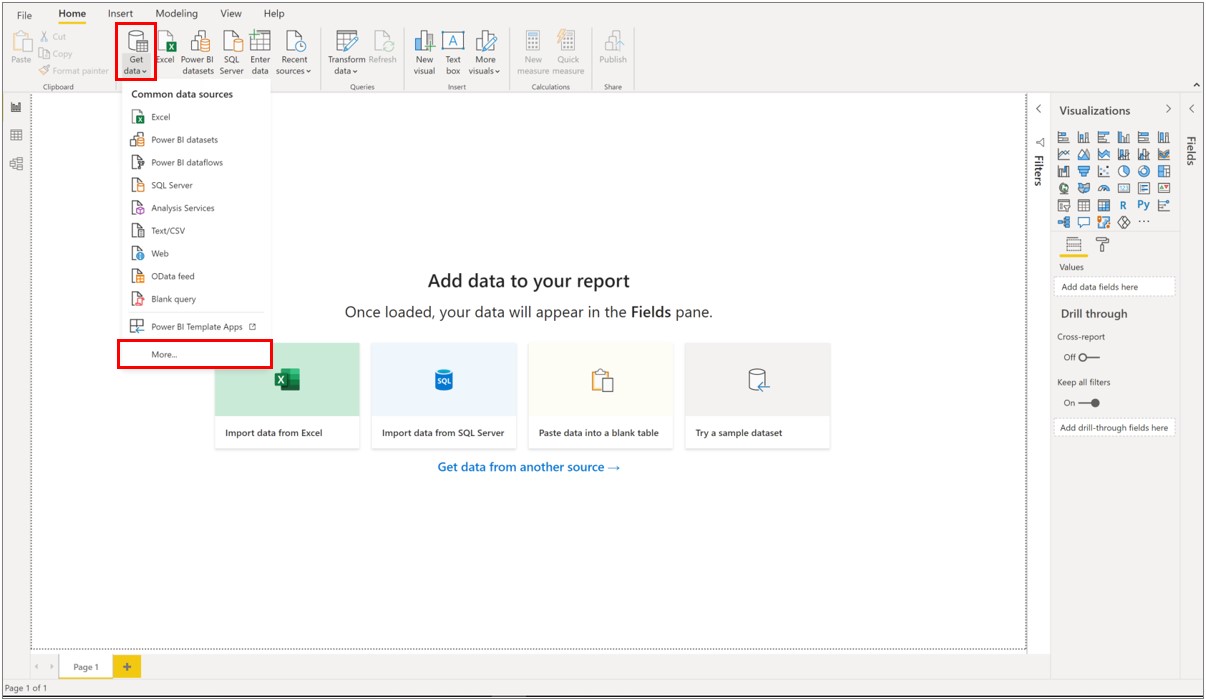 File Home Insert Modeling View Help
Paste
Cut
Copy
Format painter
Clipboard
Get data
Excel
Power BI datasets
SQL Server
Enter data
Recent sources
Transform data
Refresh
Queries
New visual
Text box
More visuals
Insert
New measure
Quick measure
Calculations
Publish
Share
Common data sources
Excel
Power BI datasets
Power BI dataflows
SQL Server
Analysis Services
Text/CSV
Web
OData feed
Blank query
Power BI Template Apps
More...
Add data to your report
Once loaded, your data will appear in the Fields pane.
SQL
Import data from Excel
Import data from SQL Server
Paste data into a blank table
Try a sample dataset
Get data from another source →
Filters
Visualizations
R Py
...
Values
Add data fields here
Drill through
Cross-report
Off
Keep all filters
On
Add drill-through fields here
Fields
Page 1
Page 1 of 1